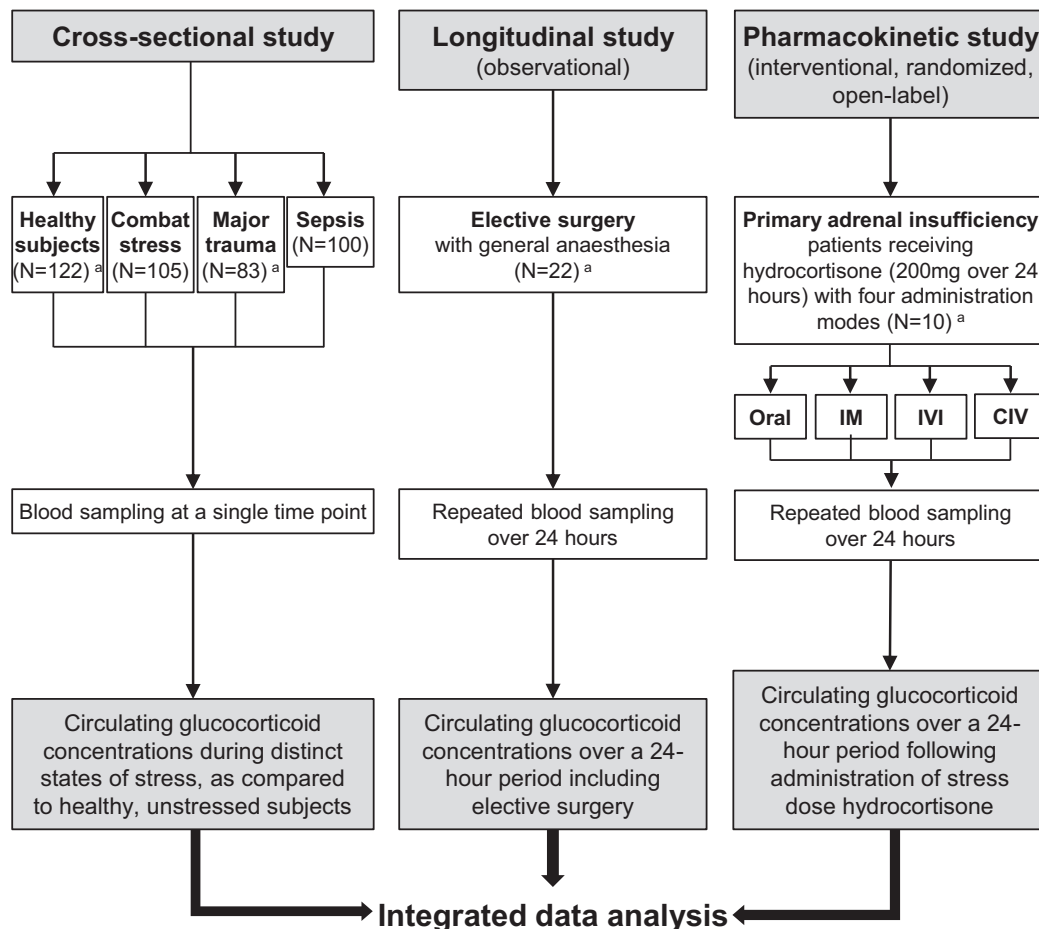 Cross-sectional study
Healthy
subjects
(N=122) a
Combat
stress
(N=105)
Major
trauma
(N=83) a
Sepsis
(N=100)
Blood sampling at a single time point
Circulating glucocorticoid
concentrations during distinct
states of stress, as compared
to healthy, unstressed subjects
Longitudinal study
(observational)
Elective surgery
with general anaesthesia
(N=22) a
Repeated blood sampling
over 24 hours
Circulating glucocorticoid
concentrations over a 24-
hour period including
elective surgery
Pharmacokinetic study
(interventional, randomized,
open-label)
Primary adrenal insufficiency
patients receiving
hydrocortisone (200mg over 24
hours) with four administration
modes (N=10) a
Oral
IM
IVI
CIV
Repeated blood sampling
over 24 hours
Circulating glucocorticoid
concentrations over a 24-
hour period following
administration of stress
dose hydrocortisone
Integrated data analysis